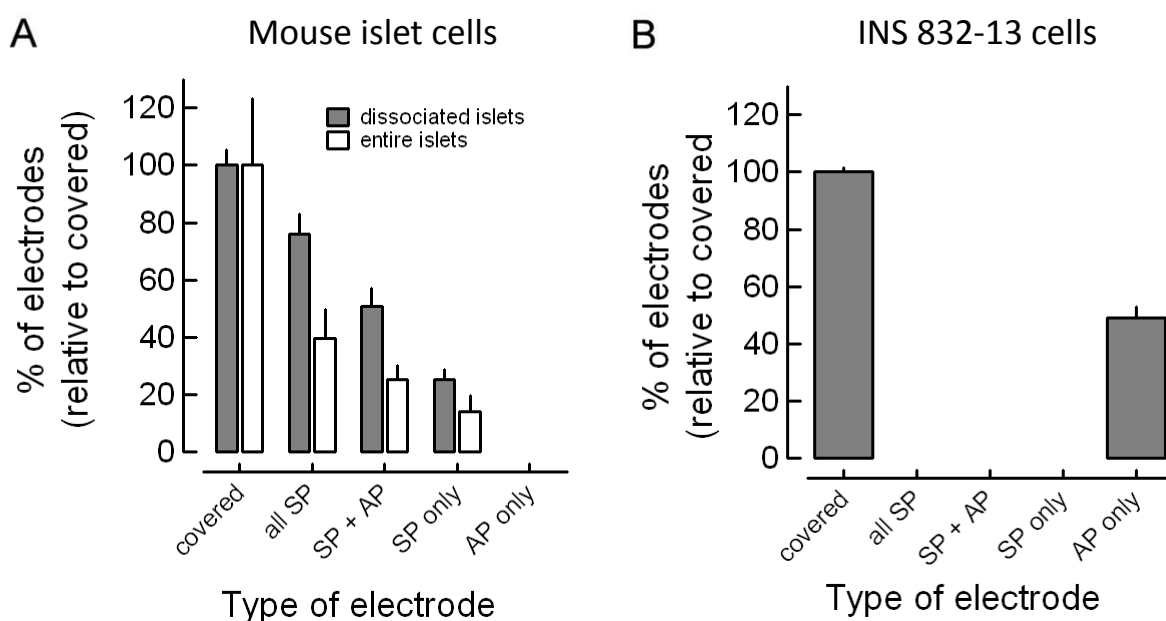 A
Mouse islet cells
% of electrodes
(relative to covered)
120
100
80
60
40
20
0
dissociated islets
entire islets
covered
all SP
SP + AP
SP only
AP only
Type of electrode
B
INS 832-13 cells
% of electrodes
(relative to covered
120
100
80
60
40
20
0
covered
all SP
SP + AP
SP only
AP only
Type of electrode